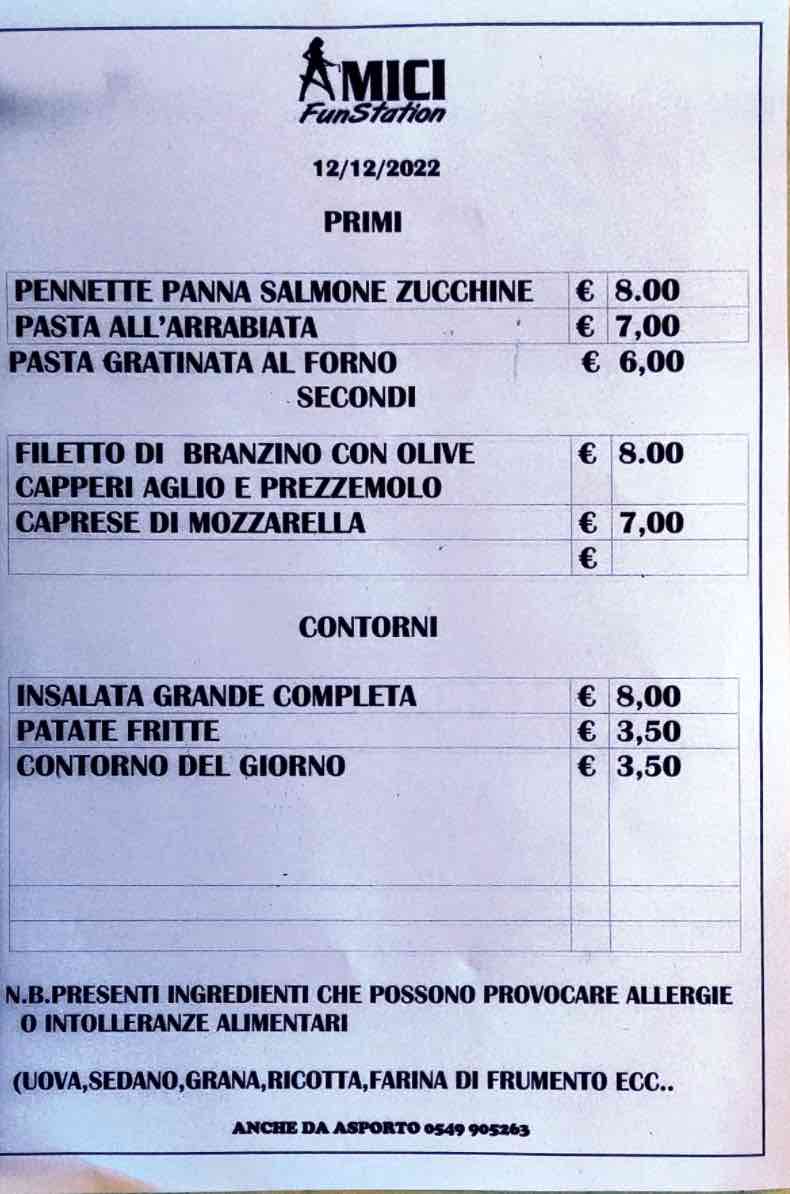 AMICI
FunStation
12/12/2022
PRIMI
PENNETTE PANNA SALMONE ZUCCHINE € 8.00
PASTA ALL'ARRABIATA € 7,00
PASTA GRATINATA AL FORNO € 6,00
SECONDI
FILETTO DI BRANZINO CON OLIVE € 8.00
CAPPERI AGLIO E PREZZEMOLO
CAPRESE DI MOZZARELLA € 7,00
€
CONTORNI
INSALATA GRANDE COMPLETA € 8,00
PATATE FRITTE € 3,50
CONTORNO DEL GIORNO € 3,50
N.B.PRESENTI INGREDIENTI CHE POSSONO PROVOCARE ALLERGIE
O INTOLLERANZE ALIMENTARI
(UOVA,SEDANO,GRANA,RICOTTA,FARINA DI FRUMENTO ECC..
ANCHE DA ASPORTO 0549 905263